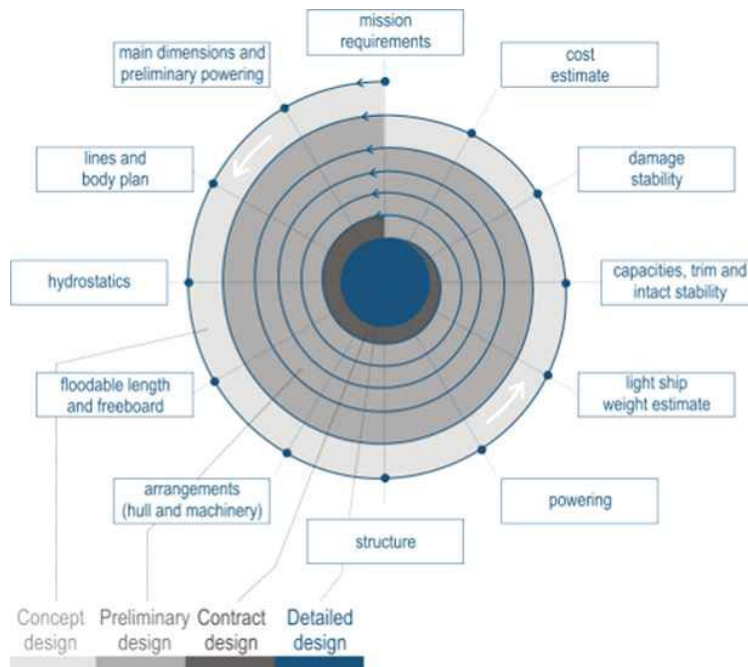 mission
requirements
main dimensions and
preliminary powering
cost
estimate
lines and
body plan
damage
stability
hydrostatics
capacities, trim and
intact stability
floodable length
and freeboard
light ship
weight estimate
arrangements
(hull and machinery)
powering
structure
Concept
design
Preliminary
design
Contract
design
Detailed
design